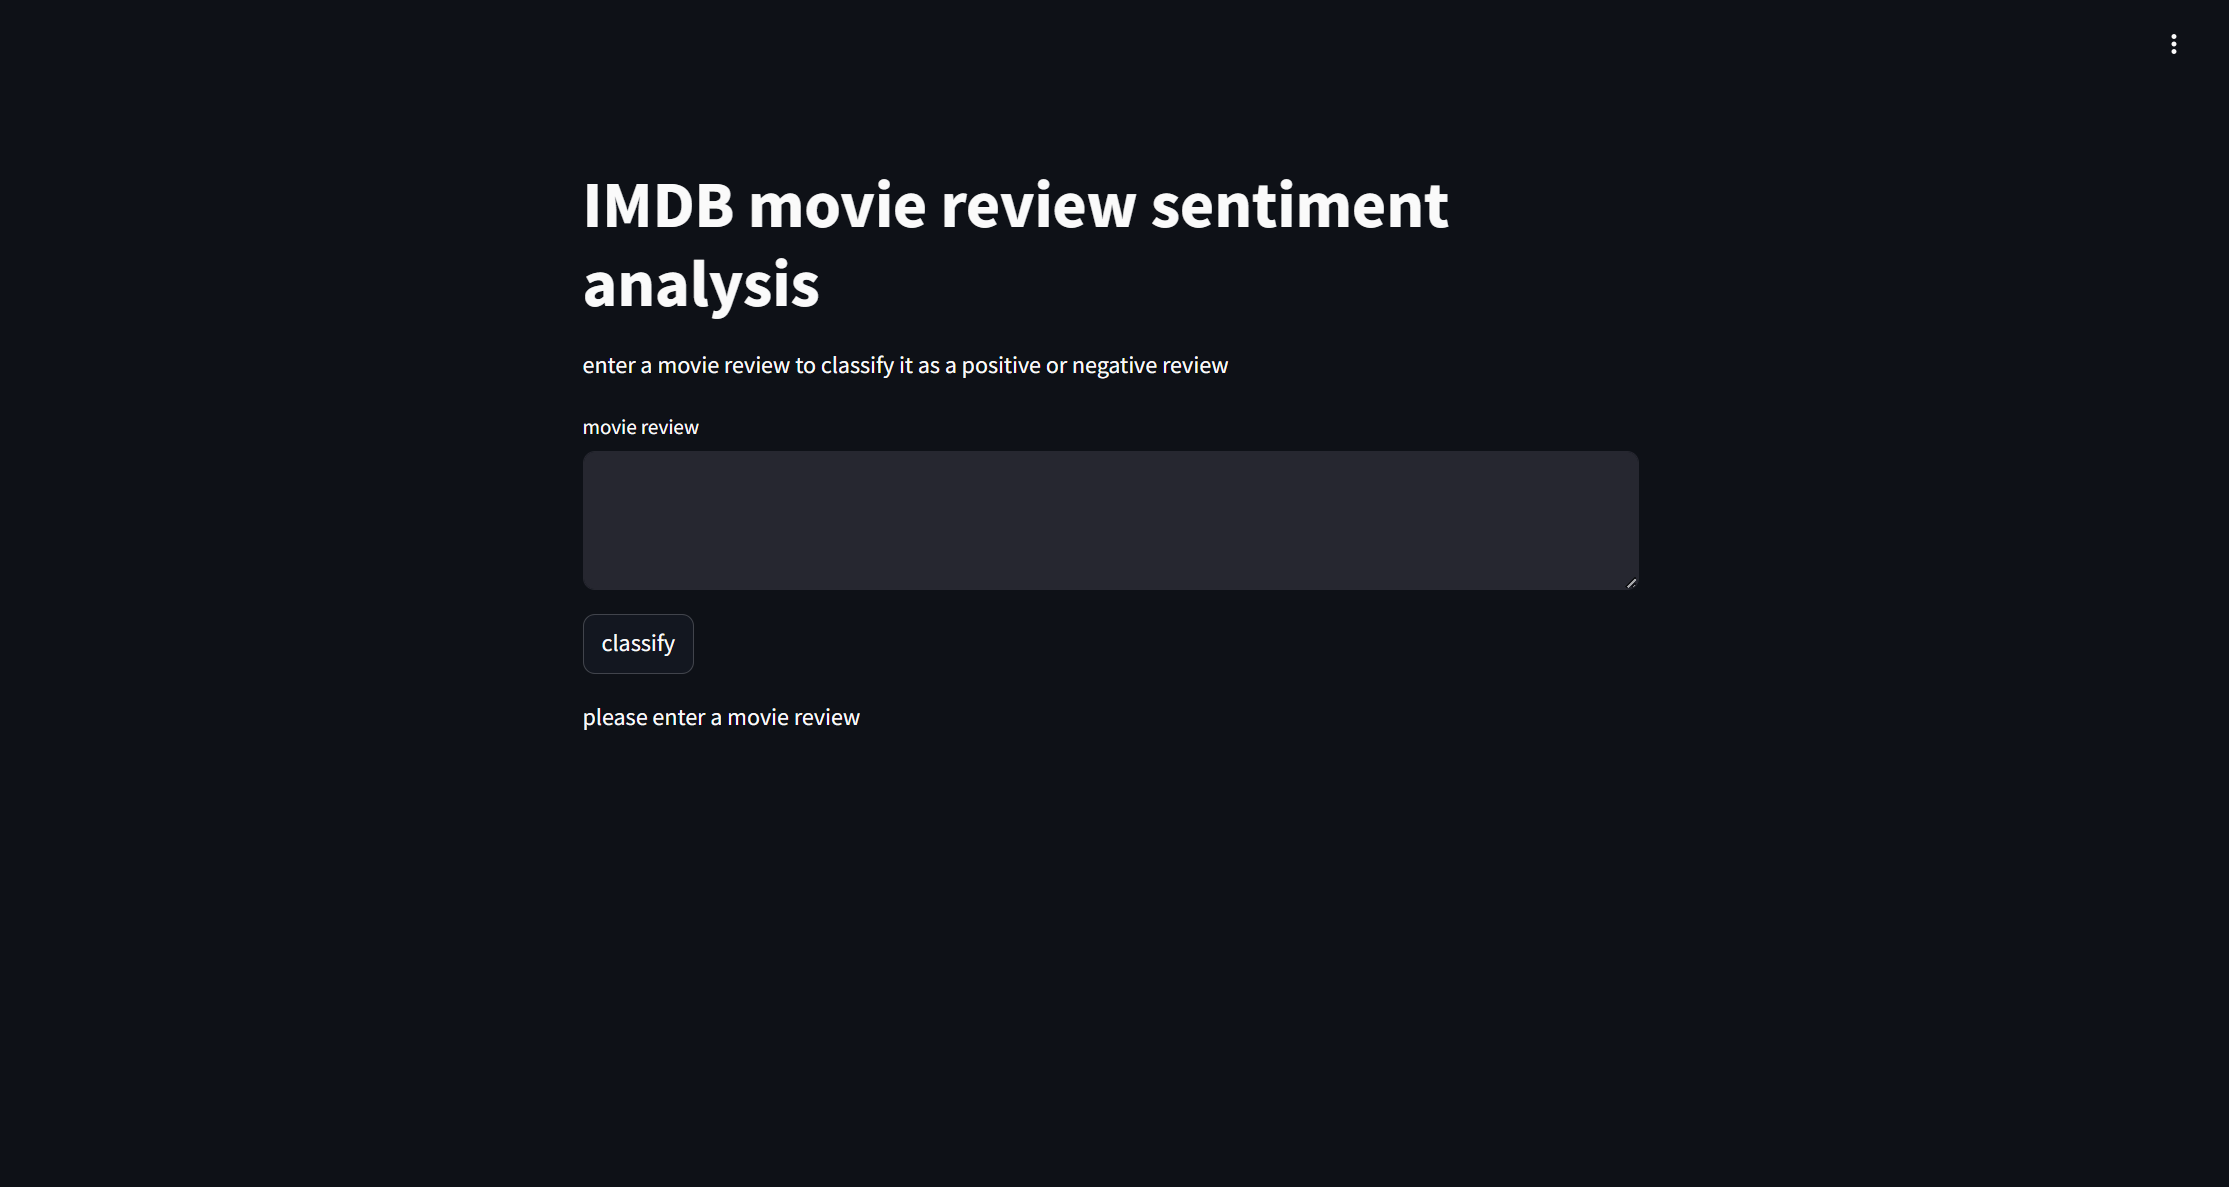 IMDB movie review sentiment
analysis
enter a movie review to classify it as a positive or negative review
movie review
classify
please enter a movie review